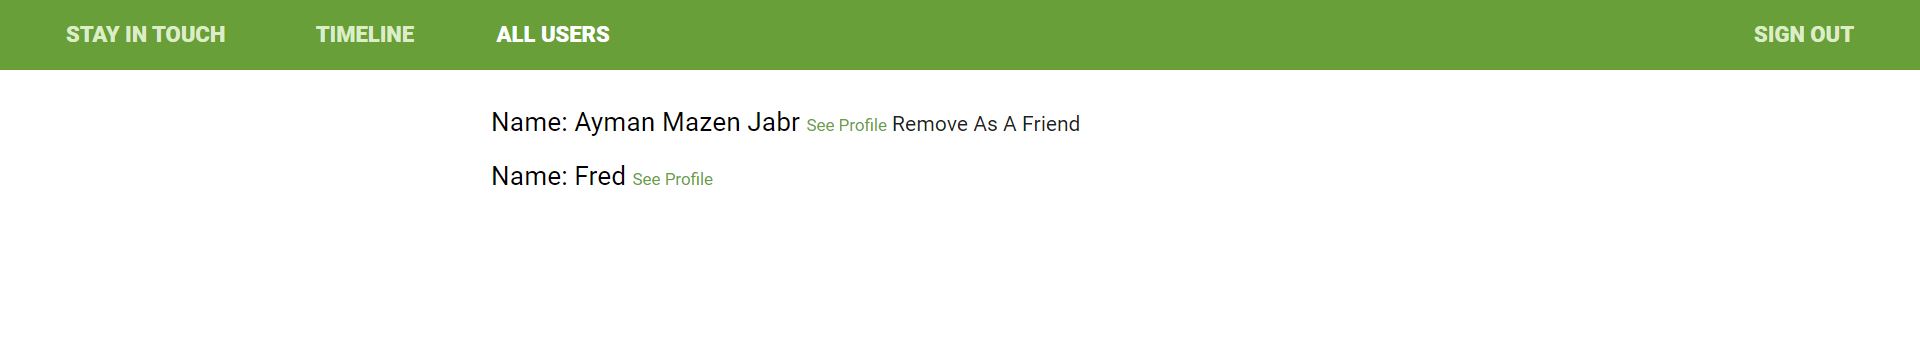 STAY IN TOUCH TIMELINE ALL USERS SIGN OUT
Name: Ayman Mazen Jabr See Profile Remove As A Friend
Name: Fred See Profile